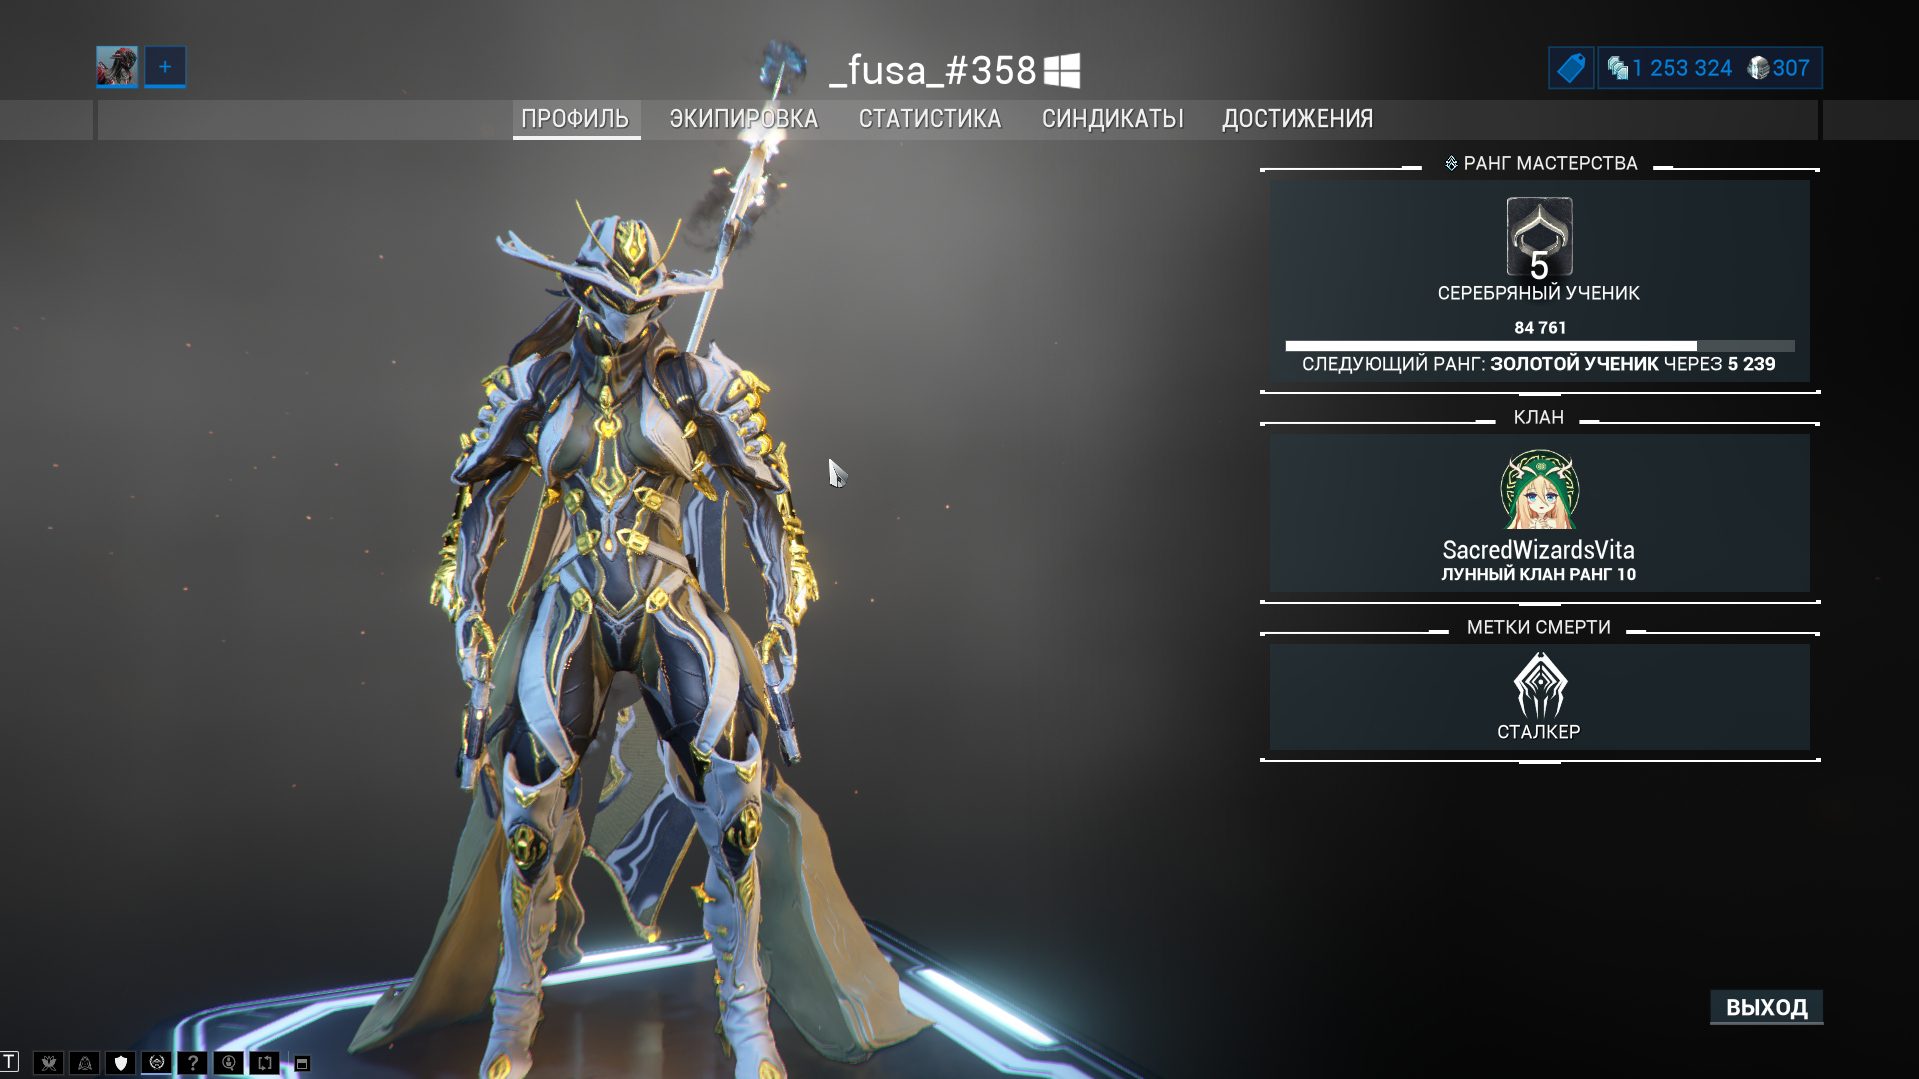 _fusa_#358
1 253 324
307
ПРОФИЛЬ
ЭКИПИРОВКА
СТАТИСТИКА
СИНДИКАТЫ
ДОСТИЖЕНИЯ
РАНГ МАСТЕРСТВА
5
СЕРЕБРЯНЫЙ УЧЕНИК
84 761
СЛЕДУЮЩИЙ РАНГ: ЗОЛОТОЙ УЧЕНИК ЧЕРЕЗ 5 239
КЛАН
SacredWizardsVita
ЛУННЫЙ КЛАН РАНГ 10
МЕТКИ СМЕРТИ
СТАЛКЕР
ВЫХОД
T
?